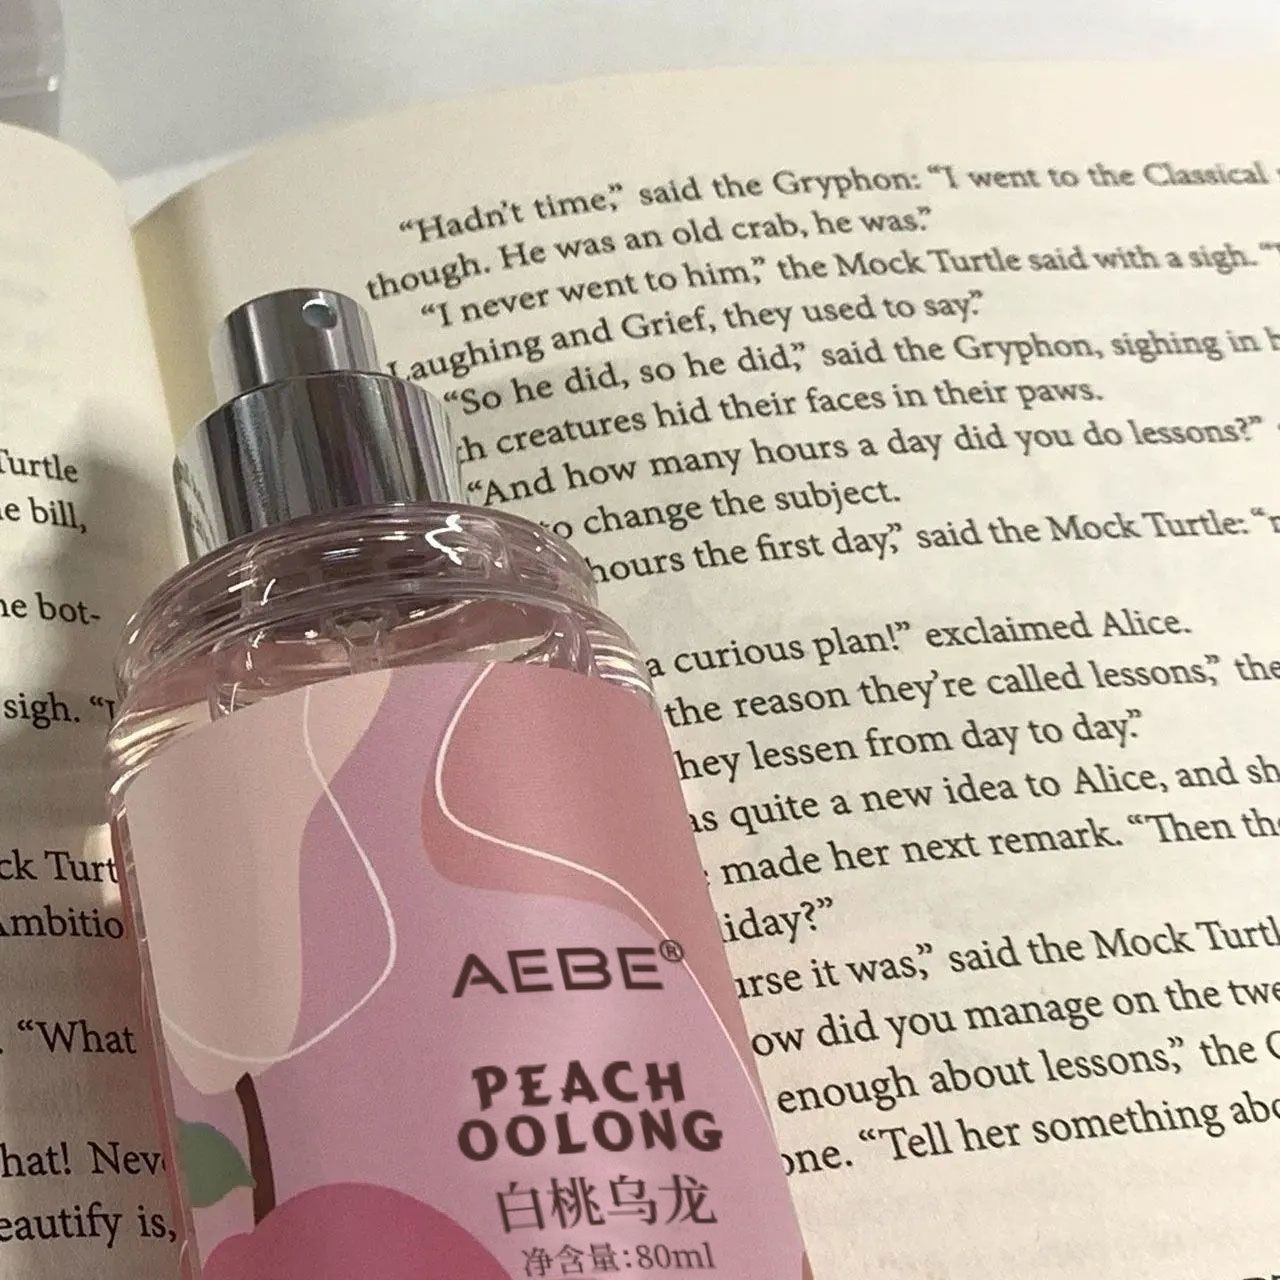 Turtle
bill,
bot-
sigh.
Turt
Ambitio
"What
hat! Nev
eautify is,
“Hadn’t time,” said the Gryphon: “I went to the Classical
though. He was an old crab, he was.”
“I never went to him,” the Mock Turtle said with a sigh.
Laughing and Grief, they used to say.”
“So he did, so he did,” said the Gryphon, sighing in
creatures hid their faces in their paws.
“And how many hours a day did you do lessons?”
to change the subject.
hours the first day,” said the Mock Turtle:
a curious plan!” exclaimed Alice.
the reason they’re called lessons,” the
hey lessen from day to day.”
as quite a new idea to Alice, and sh
made her next remark. “Then the
iday?”
urse it was,” said the Mock Turtl
ow did you manage on the twe
enough about lessons,” the
one. “Tell her something abo
AEBE®
PEACH
OOLONG
白桃乌龙
净含量:80ml